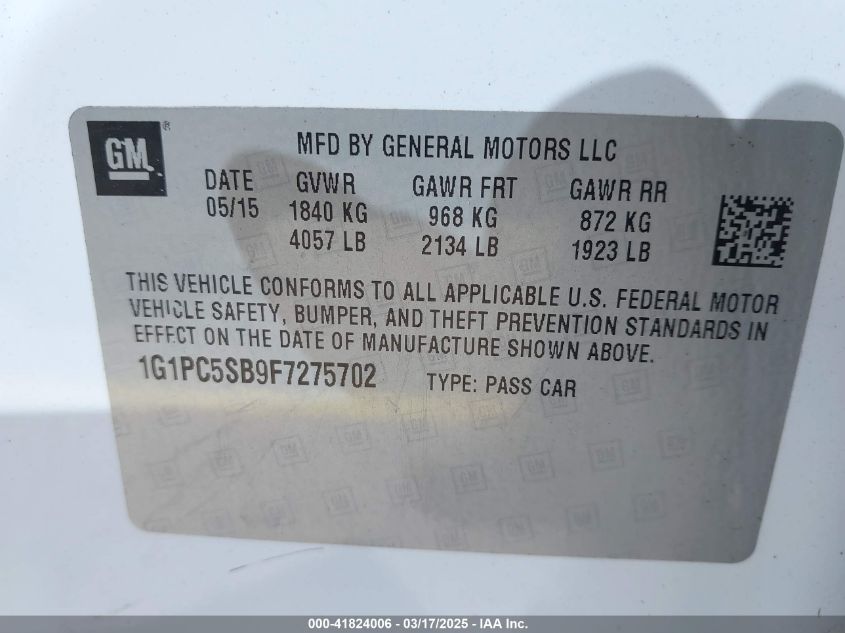 GM ®
MFD BY GENERAL MOTORS LLC
DATE GVWR GAWR FRT GAWR RR
05/15 1840 KG 968 KG 872 KG
4057 LB 2134 LB 1923 LB
THIS VEHICLE CONFORMS TO ALL APPLICABLE U.S. FEDERAL MOTOR
VEHICLE SAFETY, BUMPER, AND THEFT PREVENTION STANDARDS IN
EFFECT ON THE DATE OF MANUFACTURE SHOWN ABOVE.
1G1PC5SB9F7275702 TYPE: PASS CAR
000-41824006 - 03/17/2025 - IAA Inc.